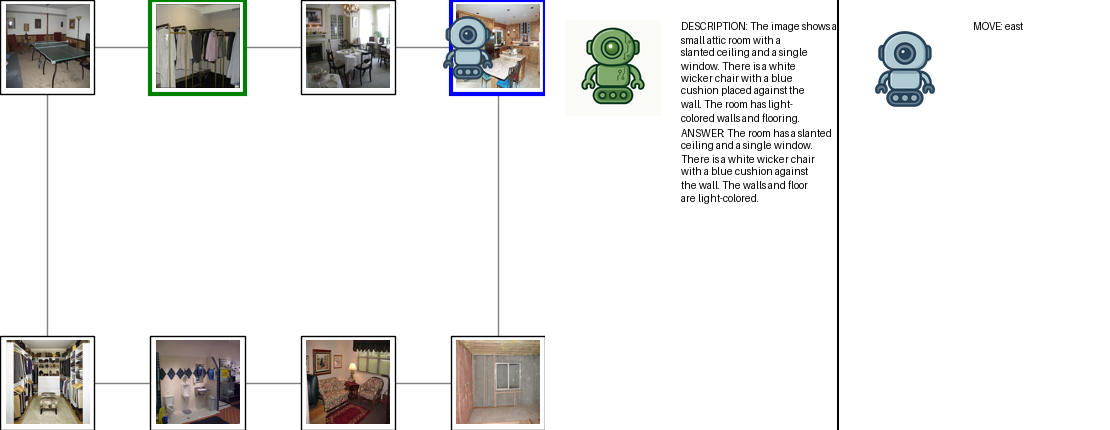 DESCRIPTION: The image shows a
small attic room with a
slanted ceiling and a single
window. There is a white
wicker chair with a blue
cushion placed against the
wall. The room has light-
colored walls and flooring.
ANSWER: The room has a slanted
ceiling and a single window.
There is a white wicker chair
with a blue cushion against
the wall. The walls and floor
are light-colored.
MOVE: east